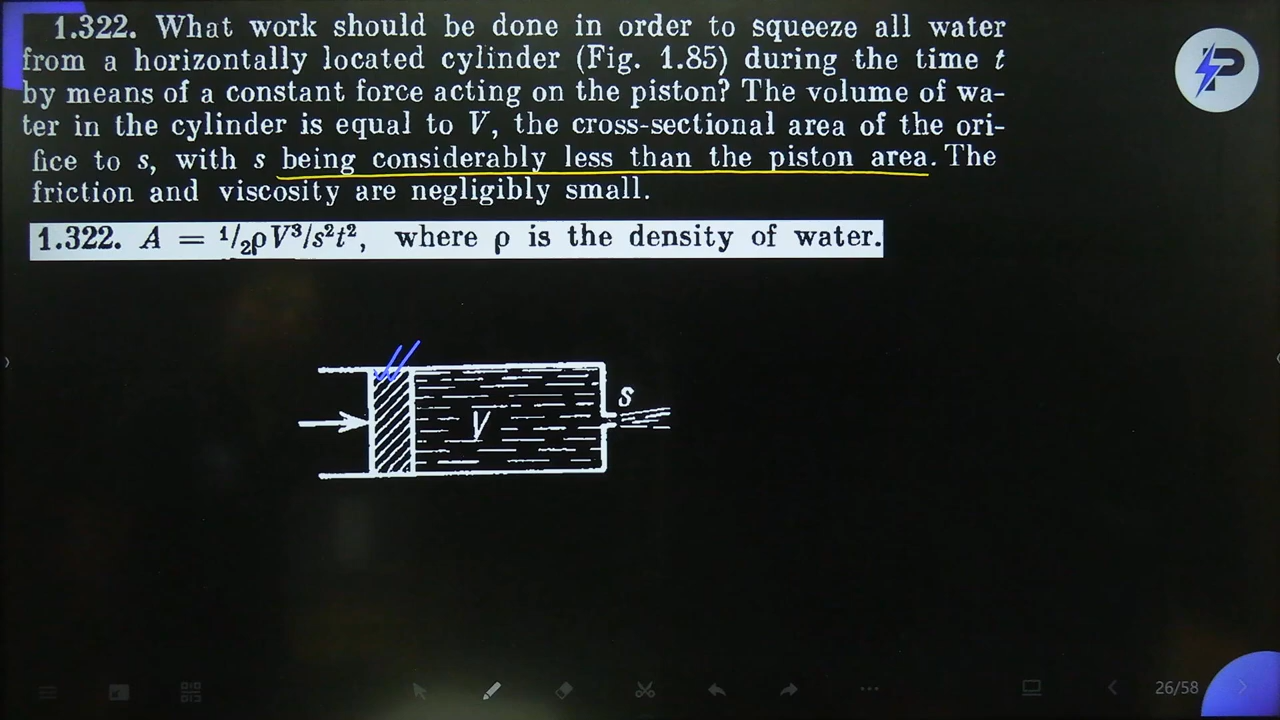 1.322. What work should be done in order to squeeze all water
from a horizontally located cylinder (Fig. 1.85) during the time t
by means of a constant force acting on the piston? The volume of wa-
ter in the cylinder is equal to V, the cross-sectional area of the ori-
fice to s, with s being considerably less than the piston area. The
friction and viscosity are negligibly small.
1.322. A = ¹/₂ρV³/s²t², where ρ is the density of water.
s
V
26/58